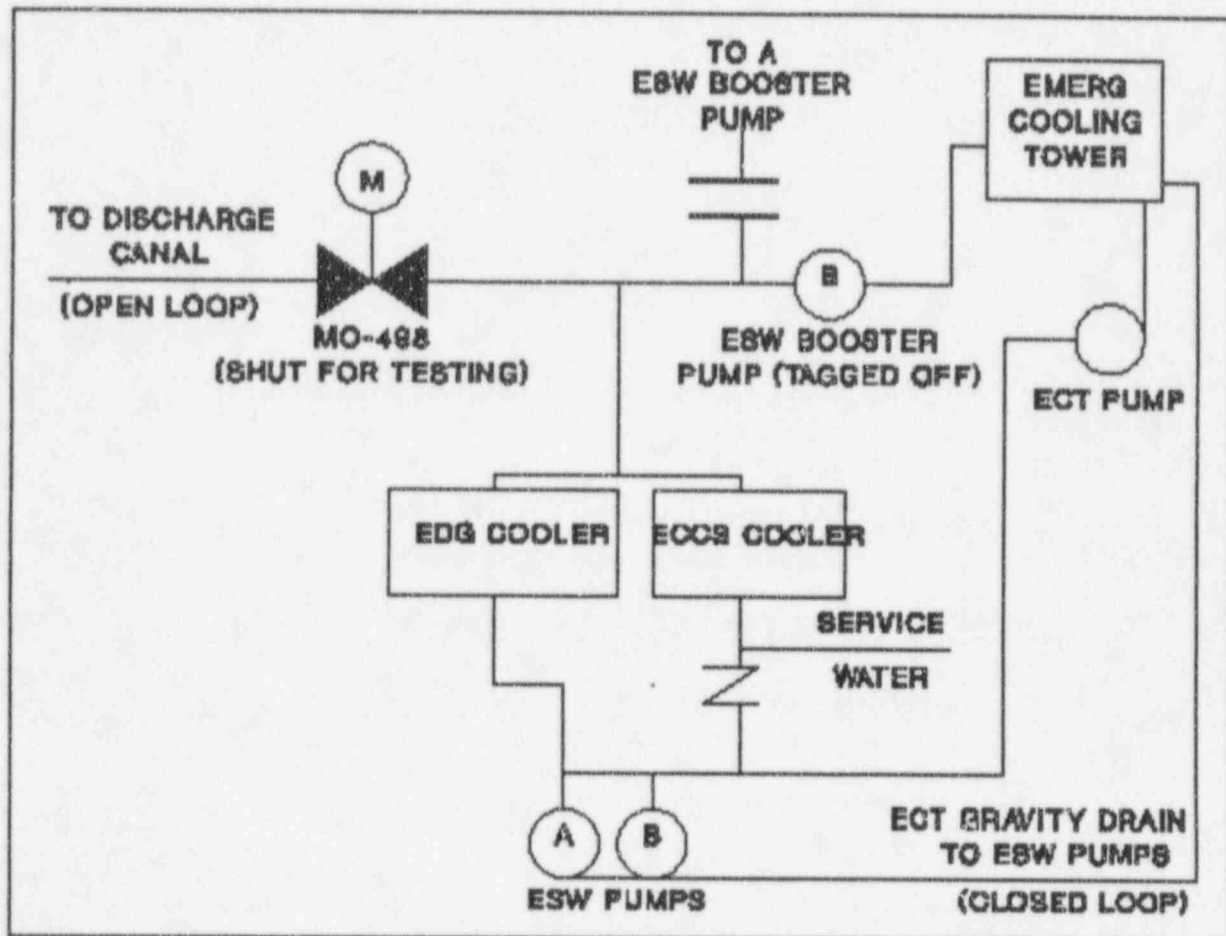 TO A
ESW BOOSTER
PUMP
EMERG
COOLING
TOWER
M
TO DISCHARGE
CANAL
(OPEN LOOP)
MO-498
(SHUT FOR TESTING)
B
ESW BOOSTER
PUMP (TAGGED OFF)
ECT PUMP
EDG COOLER
ECCS COOLER
SERVICE
WATER
A
B
ESW PUMPS
ECT GRAVITY DRAIN
TO ESW PUMPS
(CLOSED LOOP)